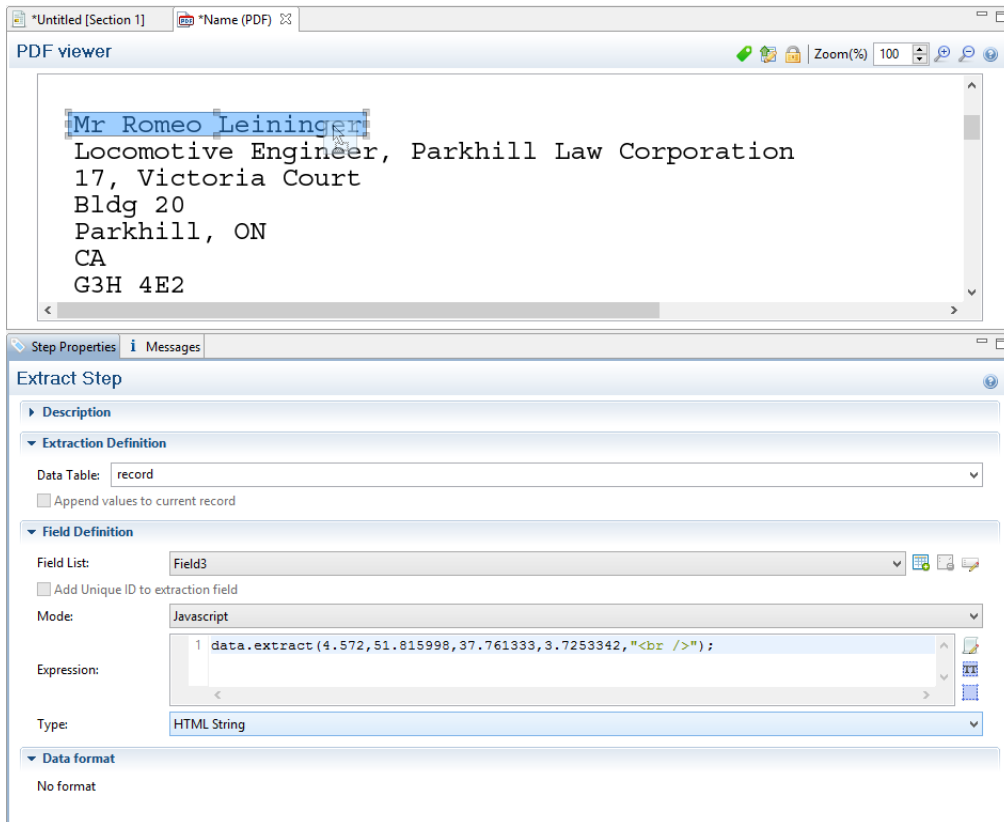 *Untitled [Section 1] *Name (PDF)
PDF viewer Zoom(%) 100
Mr Romeo Leininger
Locomotive Engineer, Parkhill Law Corporation
17, Victoria Court
Bldg 20
Parkhill, ON
CA
G3H 4E2
Step Properties i Messages
Extract Step
Description
Extraction Definition
Data Table: record
Append values to current record
Field Definition
Field List: Field3
Add Unique ID to extraction field
Mode: Javascript
Expression: 1 data.extract(4.572,51.815998,37.761333,3.7253342,"<br />");
Type: HTML String
Data format
No format